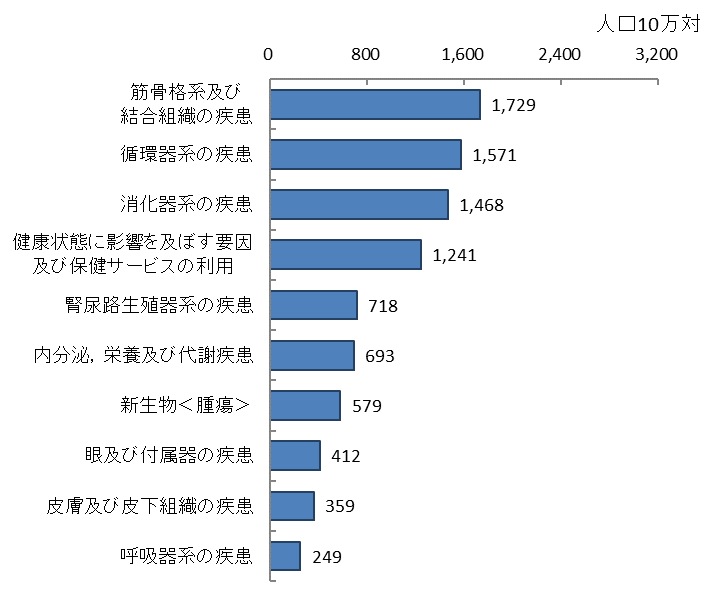 人口10万対
0 800 1,600 2,400 3,200
筋骨格系及び
結合組織の疾患 1,729
循環器系の疾患 1,571
消化器系の疾患 1,468
健康状態に影響を及ぼす要因
及び保健サービスの利用 1,241
腎尿路生殖器系の疾患 718
内分泌，栄養及び代謝疾患 693
新生物＜腫瘍＞ 579
眼及び付属器の疾患 412
皮膚及び皮下組織の疾患 359
呼吸器系の疾患 249